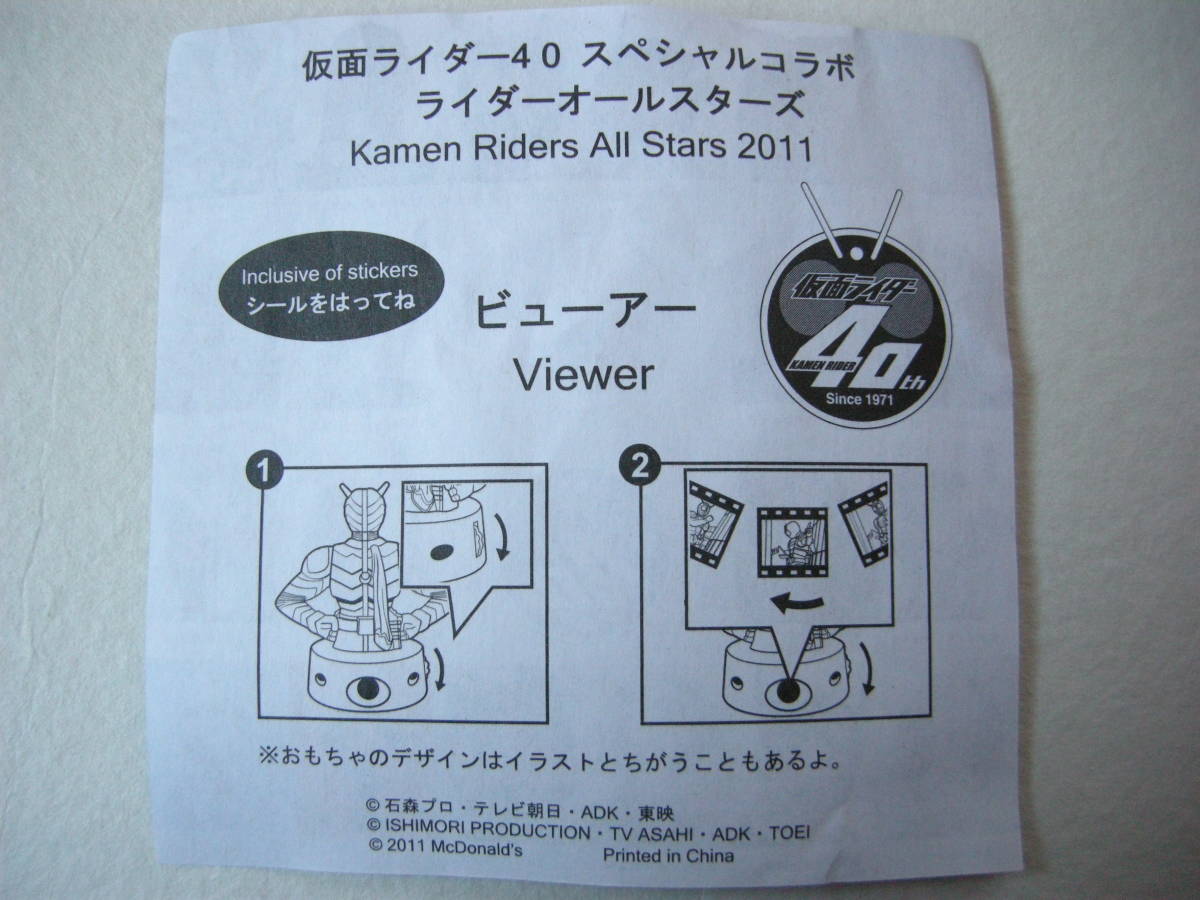 仮面ライダー４０ スペシャルコラボ
ライダーオールスターズ
Kamen Riders All Stars 2011
Inclusive of stickers
シールをはってね
ビューアー
Viewer
仮面ライダー
40th
KAMEN RIDER
Since 1971
1
2
※おもちゃのデザインはイラストとちがうこともあるよ。
© 石森プロ・テレビ朝日・ADK・東映
© ISHIMORI PRODUCTION・TV ASAHI・ADK・TOEI
© 2011 McDonald's Printed in China